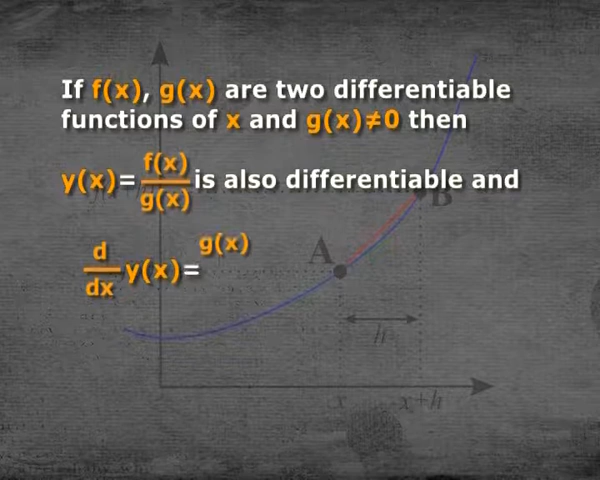 If f(x), g(x) are two differentiable
functions of x and g(x)≠0 then
y(x)=f(x)/g(x) is also differentiable and
d/dx y(x)= g(x)
A
B
h
x
x+h